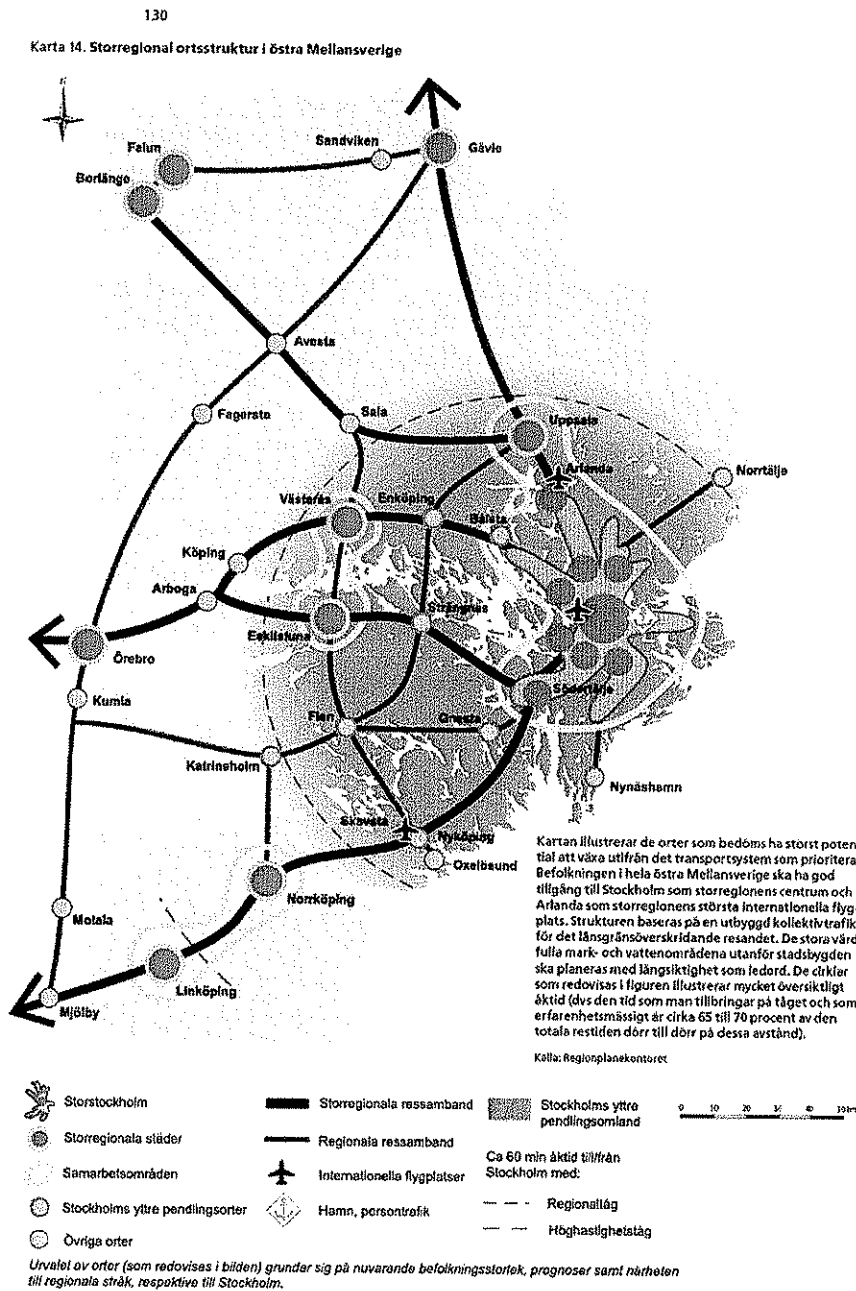 130
Karta 14. Storregional ortsstruktur i östra Mellansverige
N
Sandviken
Gävle
Falun
Borlänge
Avesta
Fagersta
Sala
Uppsala
Arlanda
Norrtälje
Västerås
Enköping
Bålsta
Köping
Arboga
Strängnäs
Eskilstuna
Örebro
Södertälje
Kumla
Flen
Gnesta
Katrineholm
Nynäshamn
Skavsta
Nyköping
Oxelösund
Norrköping
Motala
Linköping
Mjölby
Kartan illustrerar de orter som bedöms ha störst poten
tial att växa utifrån det transportsystem som prioritera
Befolkningen i hela östra Mellansverige ska ha god
tillgång till Stockholm som storregionens centrum och
Arlanda som storregionens största internationella flyg-
plats. Strukturen baseras på en utbyggd kollektivtrafik
för det länsgränsöverskridande resandet. De stora värd
fulla mark- och vattenområdena utanför stadsbygden
ska planeras med långsiktighet som ledord. De cirklar
som redovisas i figuren illustrerar mycket översiktligt
åktid (dvs den tid som man tillbringar på tåget och som
erfarenhetsmässigt är cirka 65 till 70 procent av den
totala restiden dörr till dörr på dessa avstånd).
Källa: Regionplanekontoret
Storstockholm
Storregionala städer
Samarbetsområden
Stockholms yttre pendlingsorter
Övriga orter
Storregionala ressamband
Regionala ressamband
Internationella flygplatser
Hamn, persontrafik
Stockholms yttre
pendlingsomland
Ca 60 min åktid till/från
Stockholm med:
Regionaltåg
Höghastighetståg
0 10 20 30 40
Urvalet av orter (som redovisas i bilden) grundar sig på nuvarande befolkningsstorlek, prognoser samt närheten
till regionala stråk, respektive till Stockholm.